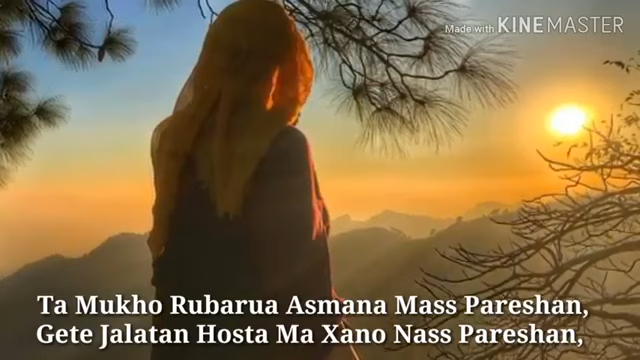 Made with KINEMASTER
Ta Mukho Rubarua Asmana Mass Pareshan,
Gete Jalatan Hosta Ma Xano Nass Pareshan,